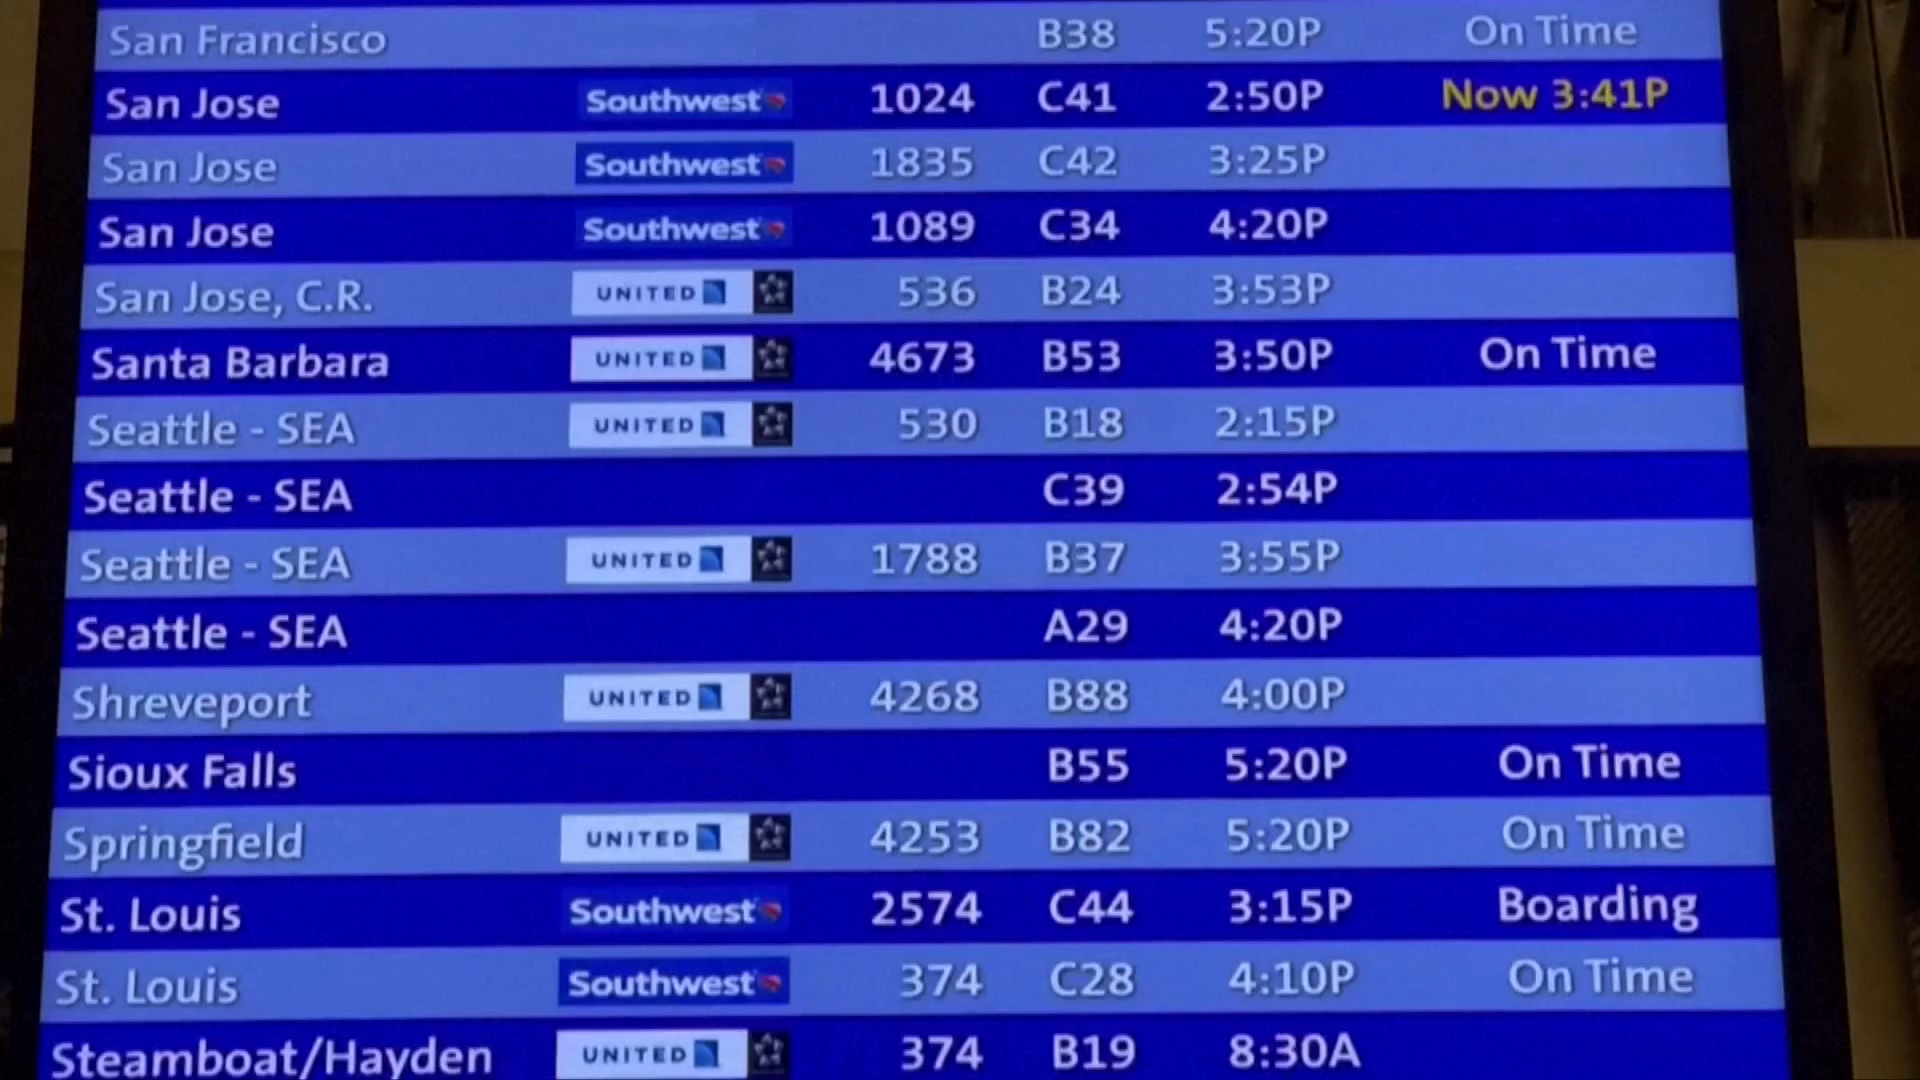 San Francisco B38 5:20P On Time
San Jose Southwest 1024 C41 2:50P Now 3:41P
San Jose Southwest 1835 C42 3:25P
San Jose Southwest 1089 C34 4:20P
San Jose, C.R. UNITED 536 B24 3:53P
Santa Barbara UNITED 4673 B53 3:50P On Time
Seattle - SEA UNITED 530 B18 2:15P
Seattle - SEA C39 2:54P
Seattle - SEA UNITED 1788 B37 3:55P
Seattle - SEA A29 4:20P
Shreveport UNITED 4268 B88 4:00P
Sioux Falls B55 5:20P On Time
Springfield UNITED 4253 B82 5:20P On Time
St. Louis Southwest 2574 C44 3:15P Boarding
St. Louis Southwest 374 C28 4:10P On Time
Steamboat/Hayden UNITED 374 B19 8:30A